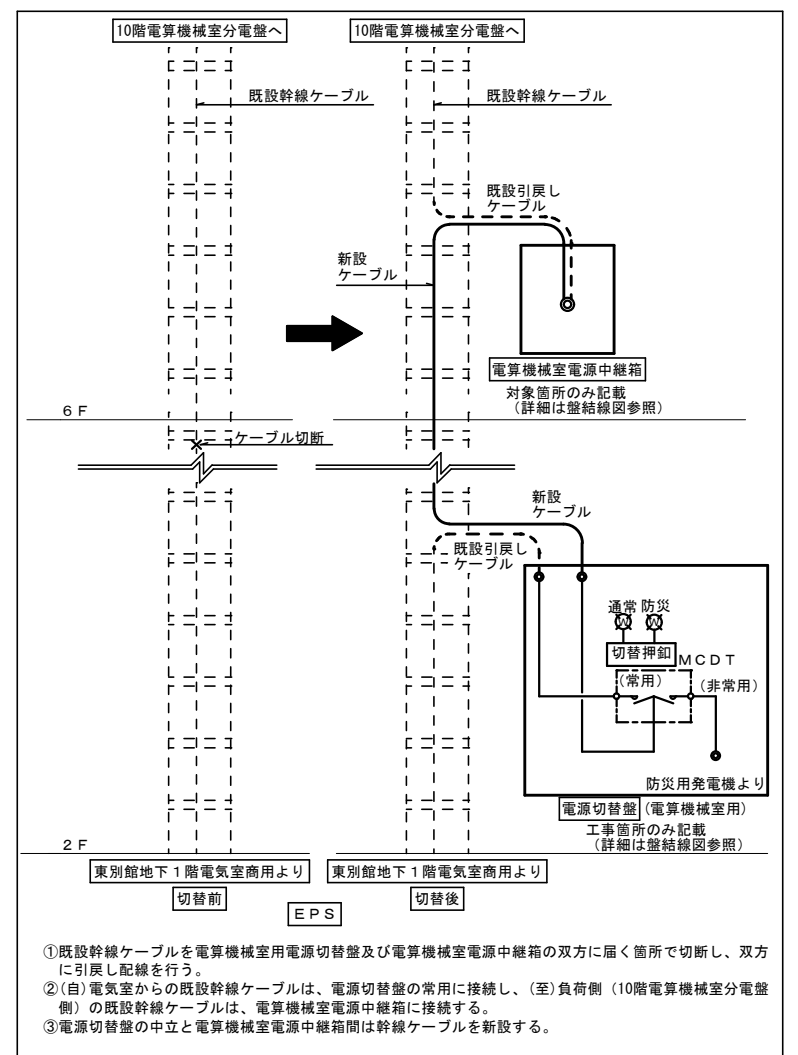 10階電算機械室分電盤へ
10階電算機械室分電盤へ
既設幹線ケーブル
既設幹線ケーブル
既設引戻し
ケーブル
新設
ケーブル
電算機械室電源中継箱
対象箇所のみ記載
(詳細は盤結線図参照)
6F
ケーブル切断
新設
ケーブル
既設引戻し
ケーブル
通常 防災
W W
切替押釦
MCDT
(常用)
(非常用)
防災用発電機より
電源切替盤 (電算機械室用)
工事箇所のみ記載
(詳細は盤結線図参照)
2F
東別館地下1階電気室商用より
東別館地下1階電気室商用より
切替前
切替後
EPS
①既設幹線ケーブルを電算機械室用電源切替盤及び電算機械室電源中継箱の双方に届く箇所で切断し、双方
に引戻し配線を行う。
②(自)電気室からの既設幹線ケーブルは、電源切替盤の常用に接続し、(至)負荷側(10階電算機械室分電盤
側)の既設幹線ケーブルは、電算機械室電源中継箱に接続する。
③電源切替盤の中立と電算機械室電源中継箱間は幹線ケーブルを新設する。